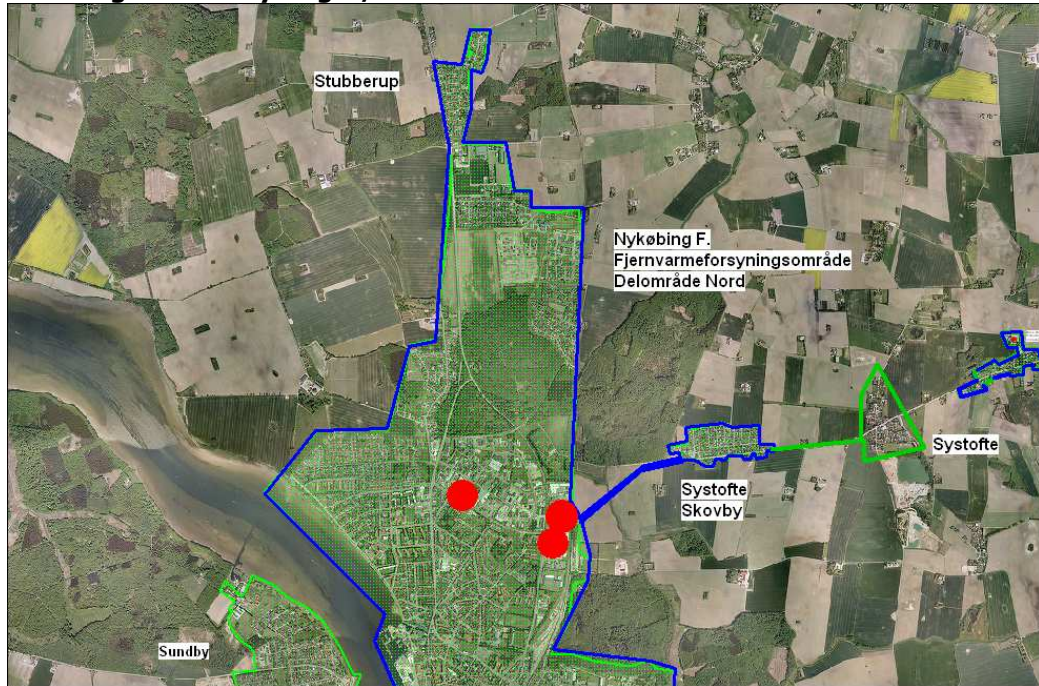 Stubberup
Nykøbing F.
Fjernvarmeforsyningsområde
Delområde Nord
Systofte
Systofte
Skovby
Sundby